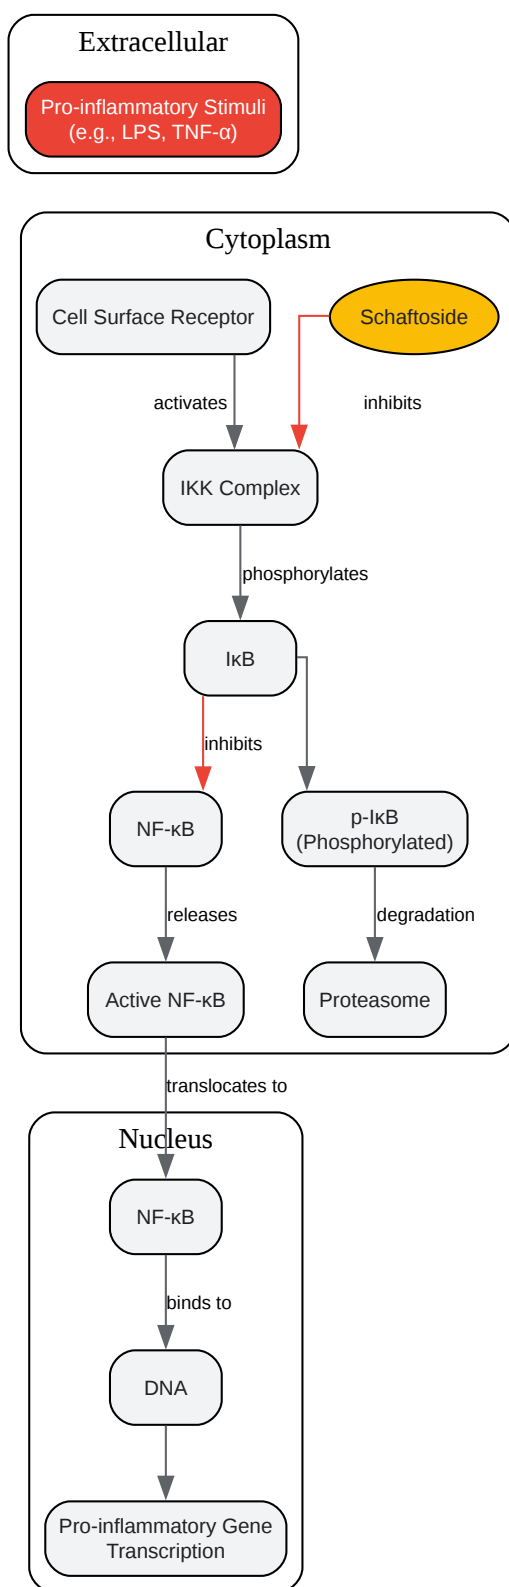 Extracellular
Pro-inflammatory Stimuli
(e.g., LPS, TNF-α)
Cytoplasm
Cell Surface Receptor
Schaftoside
activates
inhibits
IKK Complex
phosphorylates
IκB
inhibits
NF-κB
p-IκB
(Phosphorylated)
releases
degradation
Active NF-κB
Proteasome
translocates to
Nucleus
NF-κB
binds to
DNA
Pro-inflammatory Gene
Transcription